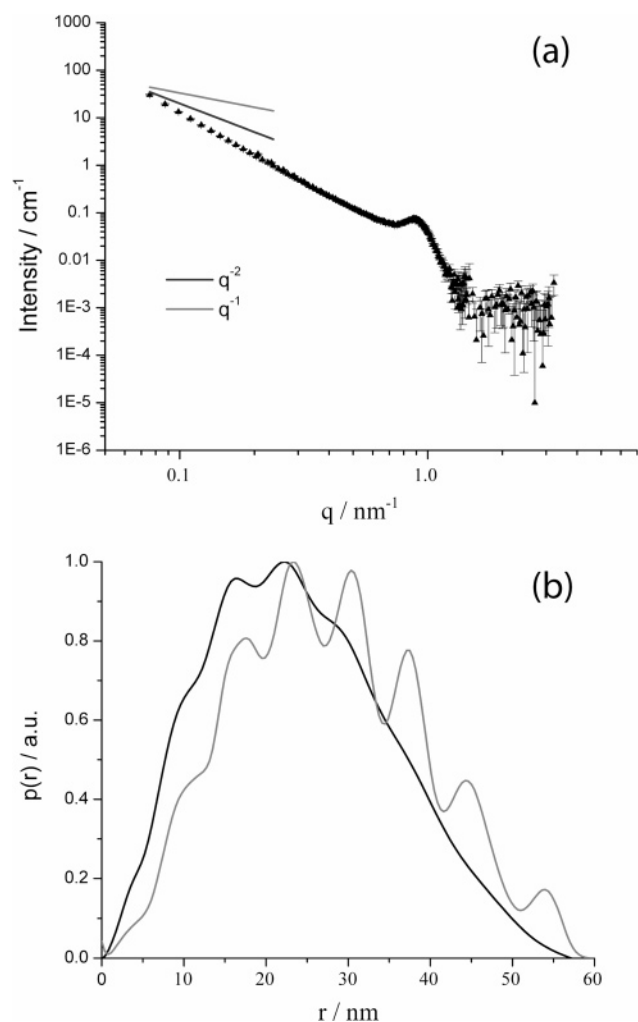 (a)
1000
100
10
1
0.1
0.01
1E-3
1E-4
1E-5
1E-6
Intensity / cm⁻¹
q⁻²
q⁻¹
0.1 1.0
q / nm⁻¹
(b)
1.0
0.8
0.6
0.4
0.2
0.0
p(r) / a.u.
0 10 20 30 40 50 60
r / nm